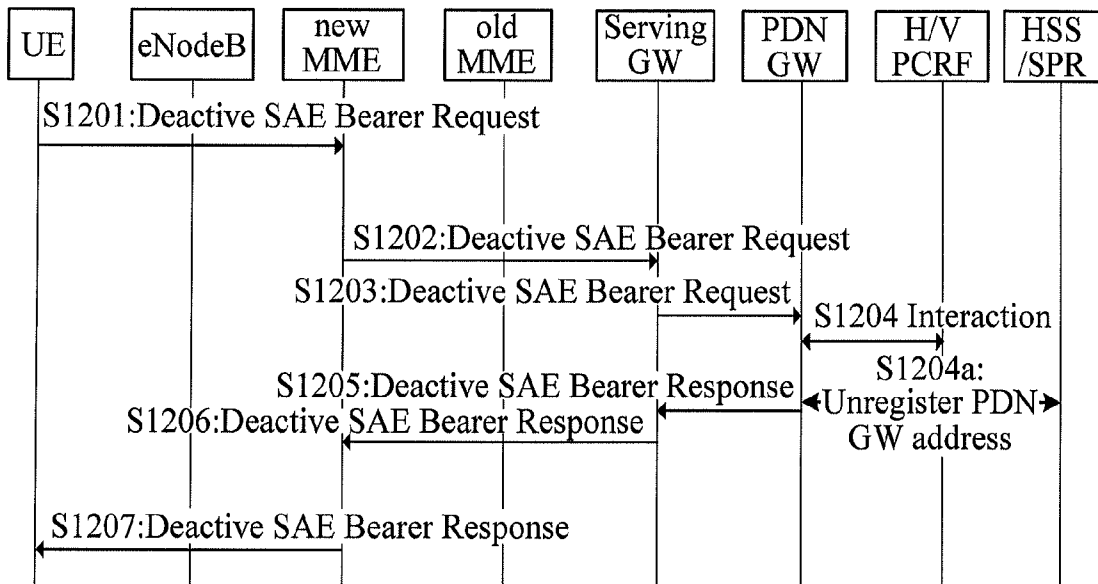 UE
eNodeB
new
MME
old
MME
Serving
GW
PDN
GW
H/V
PCRF
HSS
/SPR
S1201:Deactive SAE Bearer Request
S1202:Deactive SAE Bearer Request
S1203:Deactive SAE Bearer Request
S1204 Interaction
S1204a:
Unregister PDN
GW address
S1205:Deactive SAE Bearer Response
S1206:Deactive SAE Bearer Response
S1207:Deactive SAE Bearer Response